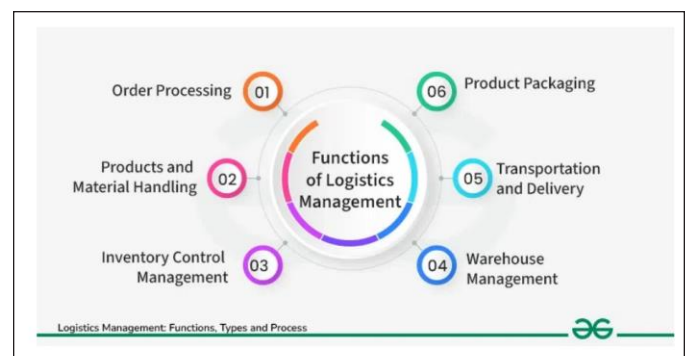 Order Processing
01
06
Product Packaging
Products and
Material Handling
02
Functions
of Logistics
Management
05
Transportation
and Delivery
Inventory Control
Management
03
04
Warehouse
Management
Logistics Management: Functions, Types and Process